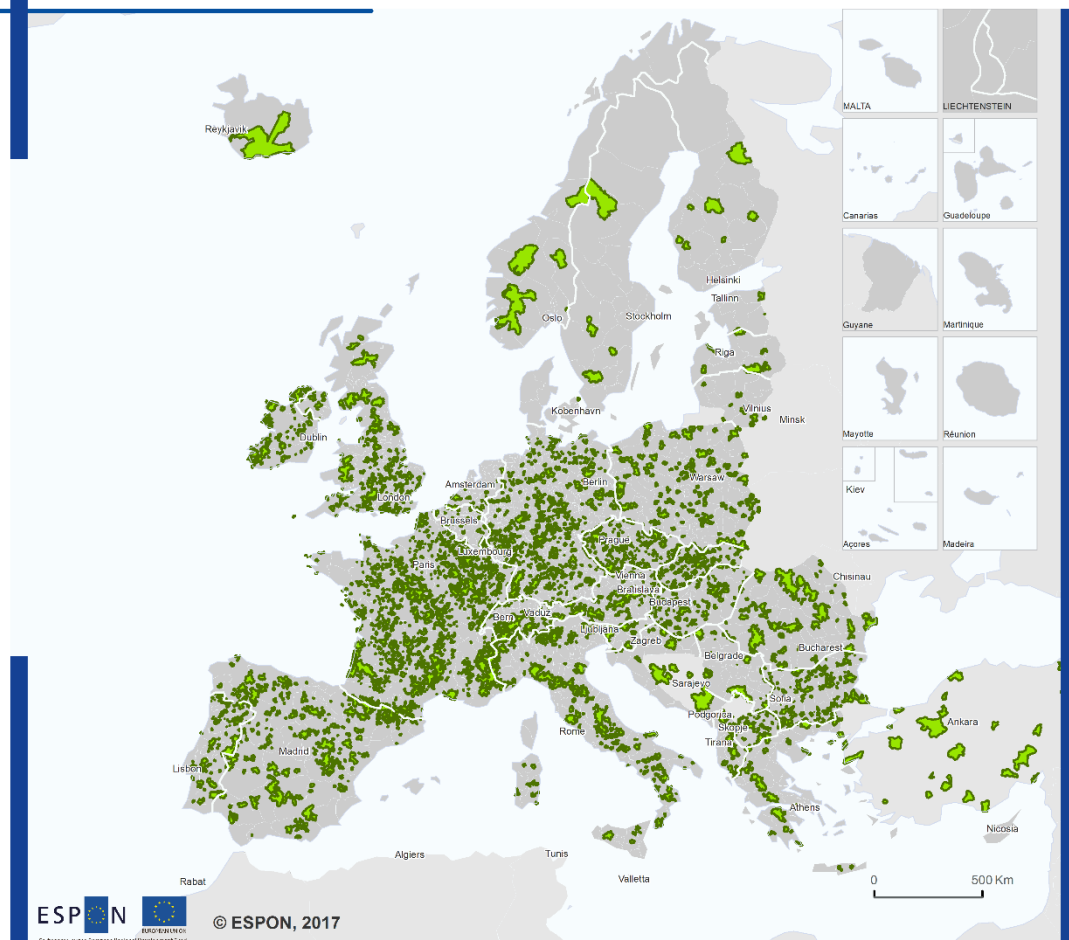 MALTA
LIECHTENSTEIN
Reykjavik
Canarias
Guadeloupe
Helsinki
Tallinn
Oslo
Stockholm
Guyane
Martinique
Riga
Kobenhavn
Vilnius
Minsk
Dublin
Mayotte
Réunion
Amsterdam
Berlin
Warsaw
London
Kiev
Brussels
Prague
Açores
Madeira
Luxembourg
Paris
Vienna
Chisinau
Bratislava
Budapest
Bern
Vaduz
Ljubljana
Zagreb
Belgrade
Bucharest
Sarajevo
Sofia
Podgorica
Skopje
Ankara
Rome
Tirana
Madrid
Lisbon
Athens
Nicosia
Algiers
Tunis
Valletta
Rabat
0 500 Km
ESPON
EUROPEAN UNION
© ESPON, 2017